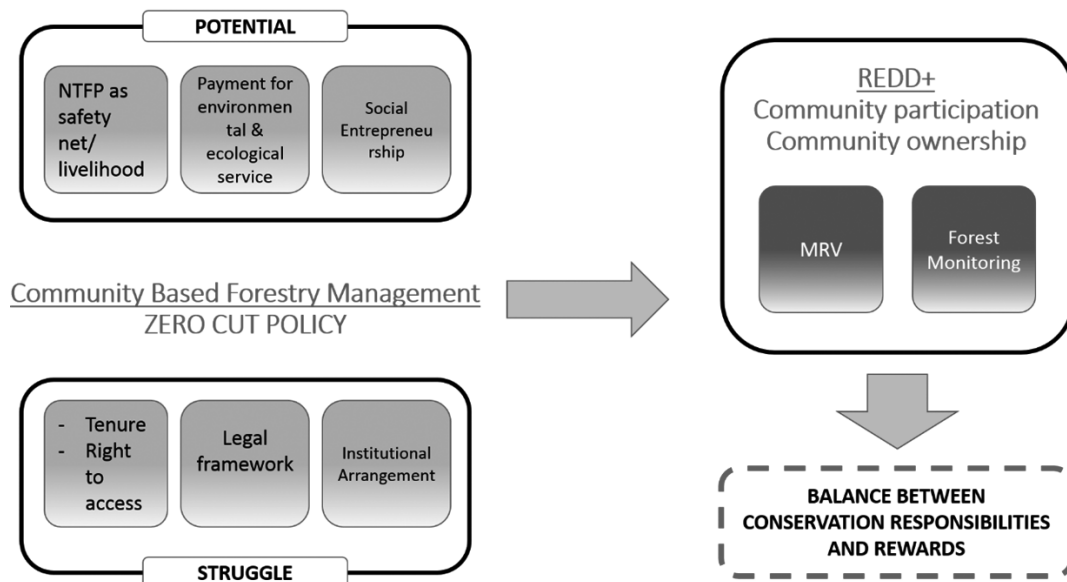 POTENTIAL
NTFP as
safety
net/
livelihood
Payment for
environmen
tal &
ecological
service
Social
Entrepreneu
rship
Community Based Forestry Management
ZERO CUT POLICY
- Tenure
- Right
to
access
Legal
framework
Institutional
Arrangement
STRUGGLE
REDD+
Community participation
Community ownership
MRV
Forest
Monitoring
BALANCE BETWEEN
CONSERVATION RESPONSIBILITIES
AND REWARDS